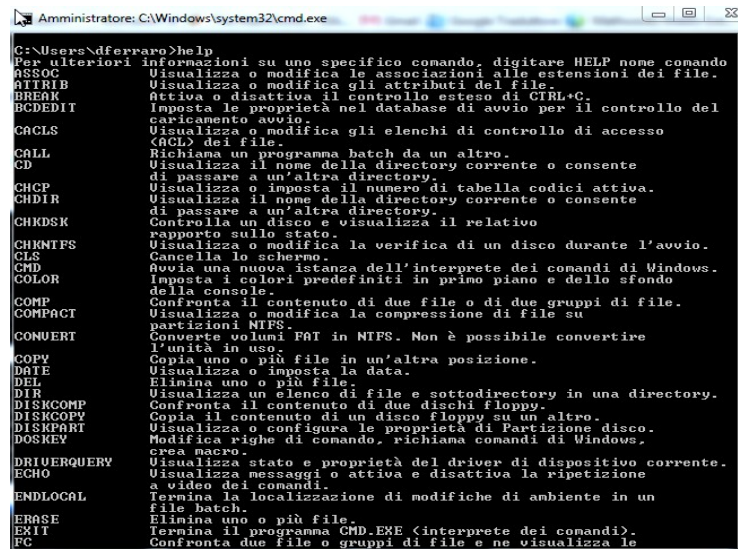 Amministratore: C:\Windows\system32\cmd.exe
C:\Users\dferraro>help
Per ulteriori informazioni su uno specifico comando, digitare HELP nome comando
ASSOC Visualizza o modifica le associazioni alle estensioni dei file.
ATTRIB Visualizza o modifica gli attributi del file.
BREAK Attiva o disattiva il controllo esteso di CTRL+C.
BCDEDIT Imposta le proprietà nel database di avvio per il controllo del
caricamento avvio.
CACLS Visualizza o modifica gli elenchi di controllo di accesso
(ACL) dei file.
CALL Richiama un programma batch da un altro.
CD Visualizza il nome della directory corrente o consente
di passare a un'altra directory.
CHCP Visualizza o imposta il numero di tabella codici attiva.
CHDIR Visualizza il nome della directory corrente o consente
di passare a un'altra directory.
CHKDSK Controlla un disco e visualizza il relativo
rapporto sullo stato.
CHKNTFS Visualizza o modifica la verifica di un disco durante l'avvio.
CLS Cancella lo schermo.
CMD Avvia una nuova istanza dell'interprete dei comandi di Windows.
COLOR Imposta i colori predefiniti in primo piano e dello sfondo
della console.
COMP Confronta il contenuto di due file o di due gruppi di file.
COMPACT Visualizza o modifica la compressione di file su
partizioni NTFS.
CONVERT Converte volumi FAT in NTFS. Non è possibile convertire
l'unità in uso.
COPY Copia uno o più file in un'altra posizione.
DATE Visualizza o imposta la data.
DEL Elimina uno o più file.
DIR Visualizza un elenco di file e sottodirectory in una directory.
DISKCOMP Confronta il contenuto di due dischi floppy.
DISKCOPY Copia il contenuto di un disco floppy su un altro.
DISKPART Visualizza o configura le proprietà di Partizione disco.
DOSKEY Modifica righe di comando, richiama comandi di Windows,
crea macro.
DRIVERQUERY Visualizza stato e proprietà del driver di dispositivo corrente.
ECHO Visualizza messaggi o attiva e disattiva la ripetizione
a video dei comandi.
ENDLOCAL Termina la localizzazione di modifiche di ambiente in un
file batch.
ERASE Elimina uno o più file.
EXIT Termina il programma CMD.EXE (interprete dei comandi).
FC Confronta due file o gruppi di file e ne visualizza le